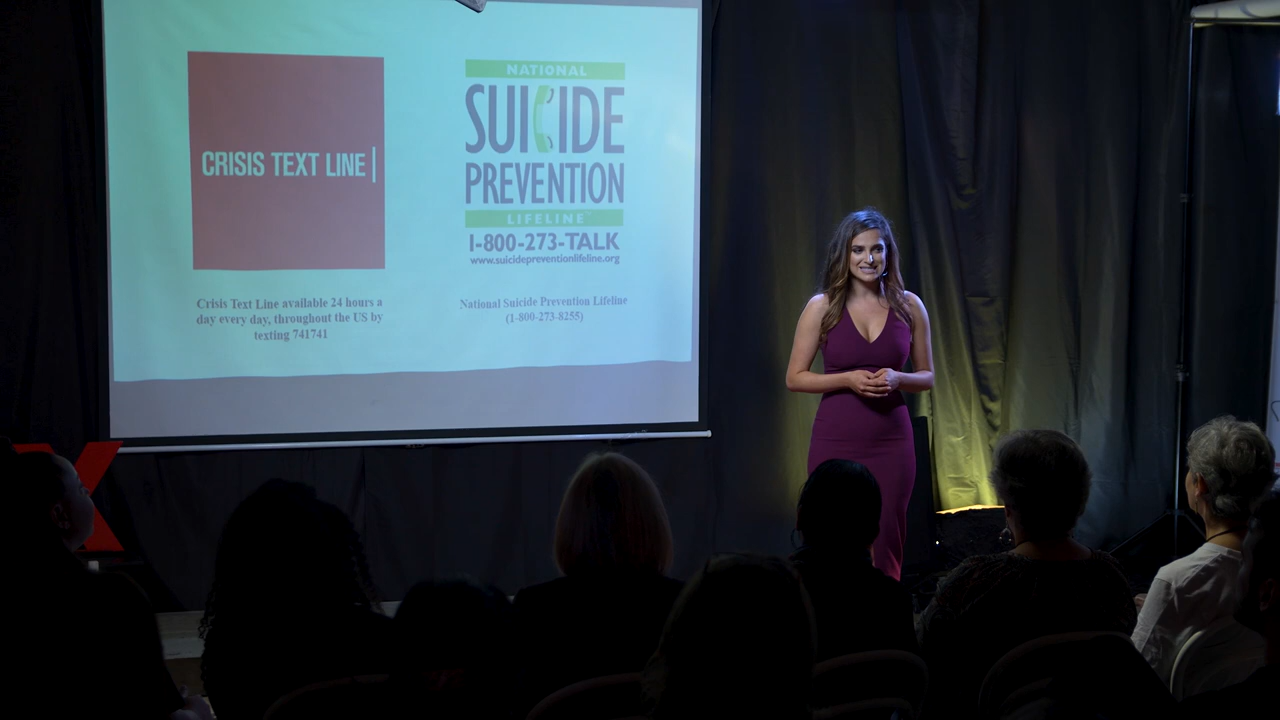 CRISIS TEXT LINE
Crisis Text Line available 24 hours a
day every day, throughout the US by
texting 741741
NATIONAL
SUICIDE
PREVENTION
LIFELINE™
1-800-273-TALK
www.suicidepreventionlifeline.org
National Suicide Prevention Lifeline
(1-800-273-8255)
X